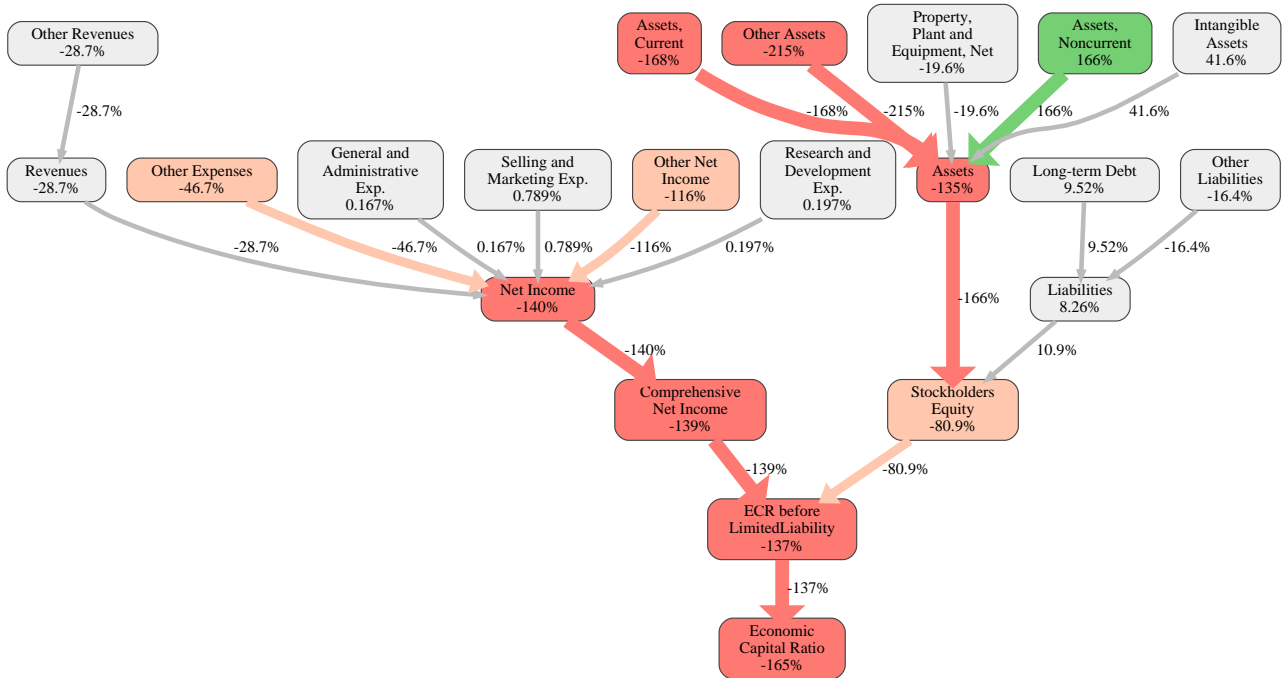 Other Revenues
-28.7%
Assets,
Current
-168%
Other Assets
-215%
Property,
Plant and
Equipment, Net
-19.6%
Assets,
Noncurrent
166%
Intangible
Assets
41.6%
-28.7%
-168%
-215%
-19.6%
166%
41.6%
Revenues
-28.7%
Other Expenses
-46.7%
General and
Administrative
Exp.
0.167%
Selling and
Marketing Exp.
0.789%
Other Net
Income
-116%
Research and
Development
Exp.
0.197%
Assets
-135%
Long-term Debt
9.52%
Other
Liabilities
-16.4%
-28.7%
-46.7%
0.167%
0.789%
-116%
0.197%
9.52%
-16.4%
Net Income
-140%
-166%
Liabilities
8.26%
-140%
10.9%
Comprehensive
Net Income
-139%
Stockholders
Equity
-80.9%
-139%
-80.9%
ECR before
LimitedLiability
-137%
-137%
Economic
Capital Ratio
-165%